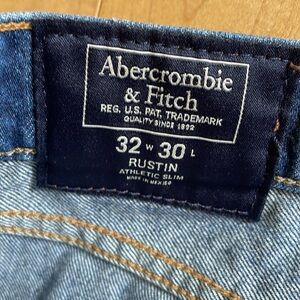 Abercrombie
& Fitch
REG. U.S. PAT. TRADEMARK
QUALITY SINCE 1892
32 W 30 L
RUSTIN
ATHLETIC SLIM
MADE IN MEXICO